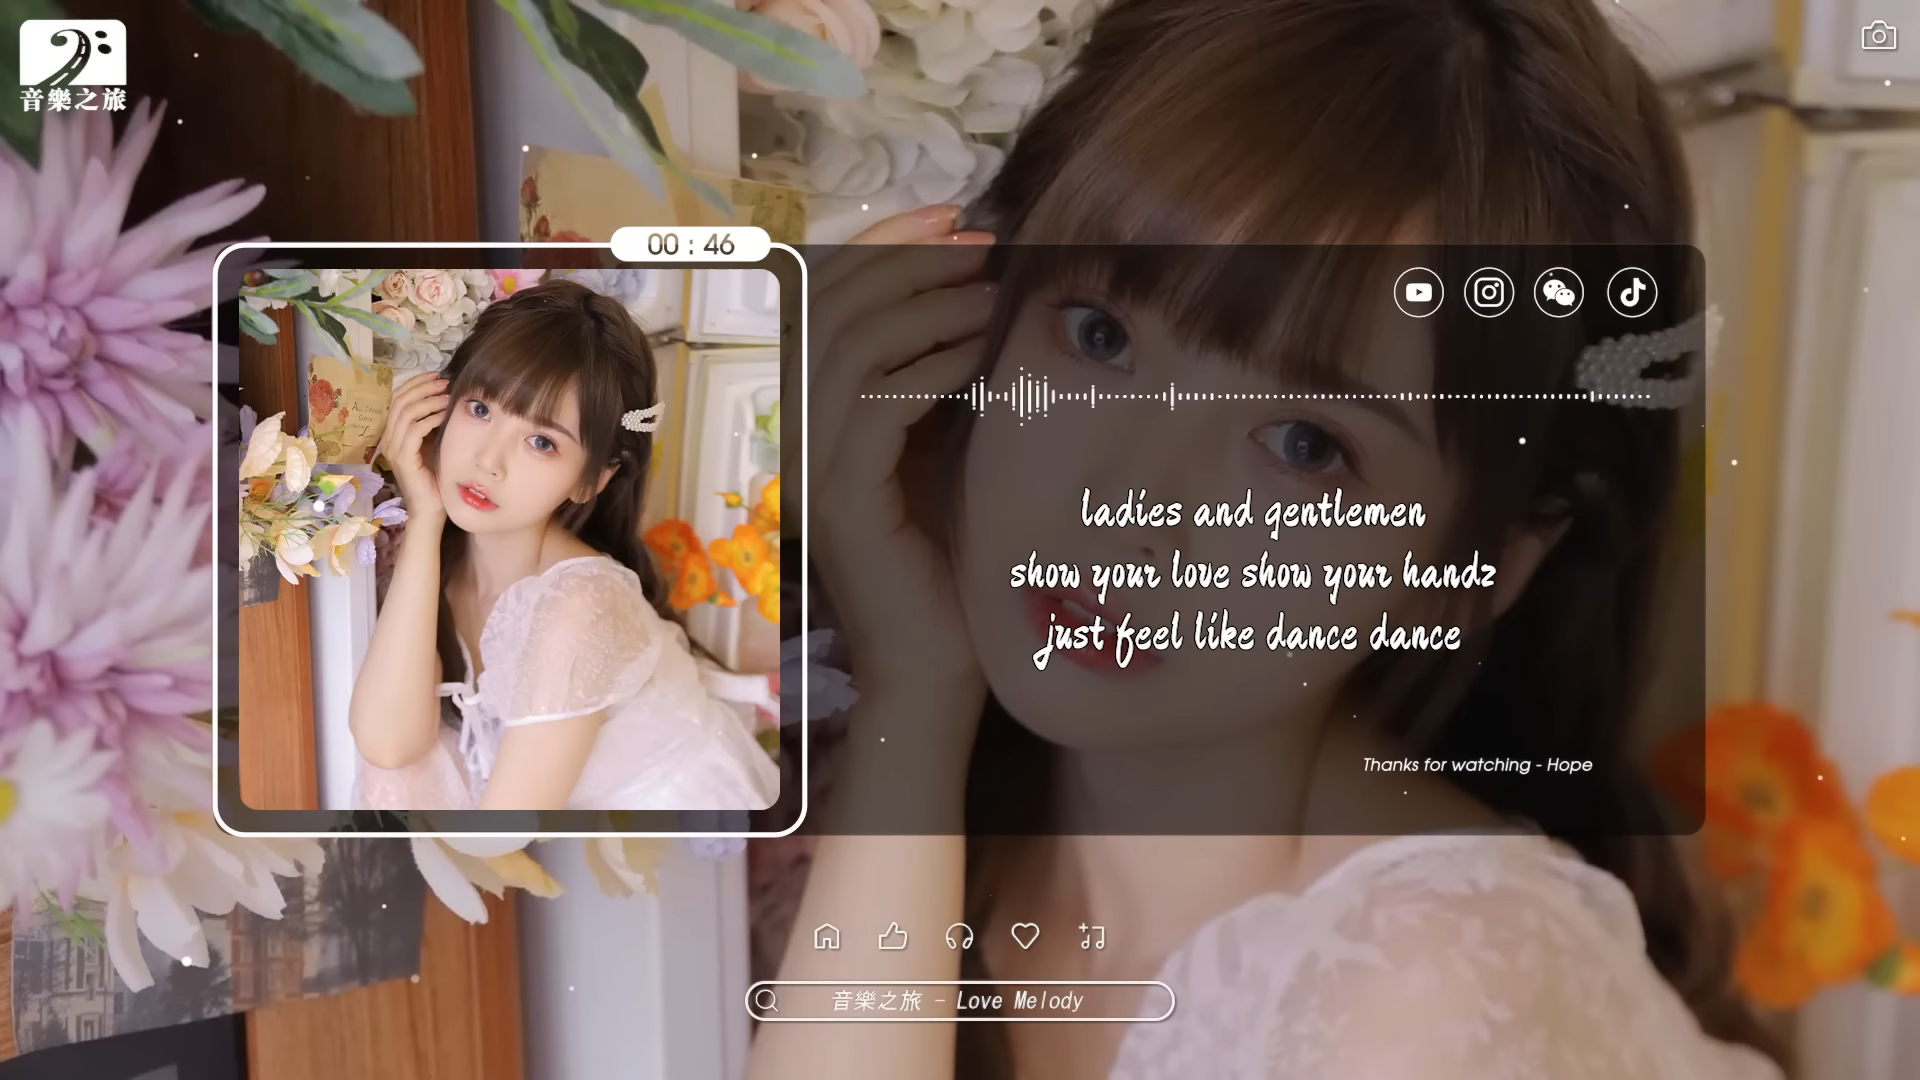 音樂之旅
00 : 46
ladies and gentlemen
show your love show your handz
just feel like dance dance
Thanks for watching - Hope
音樂之旅 - Love Melody